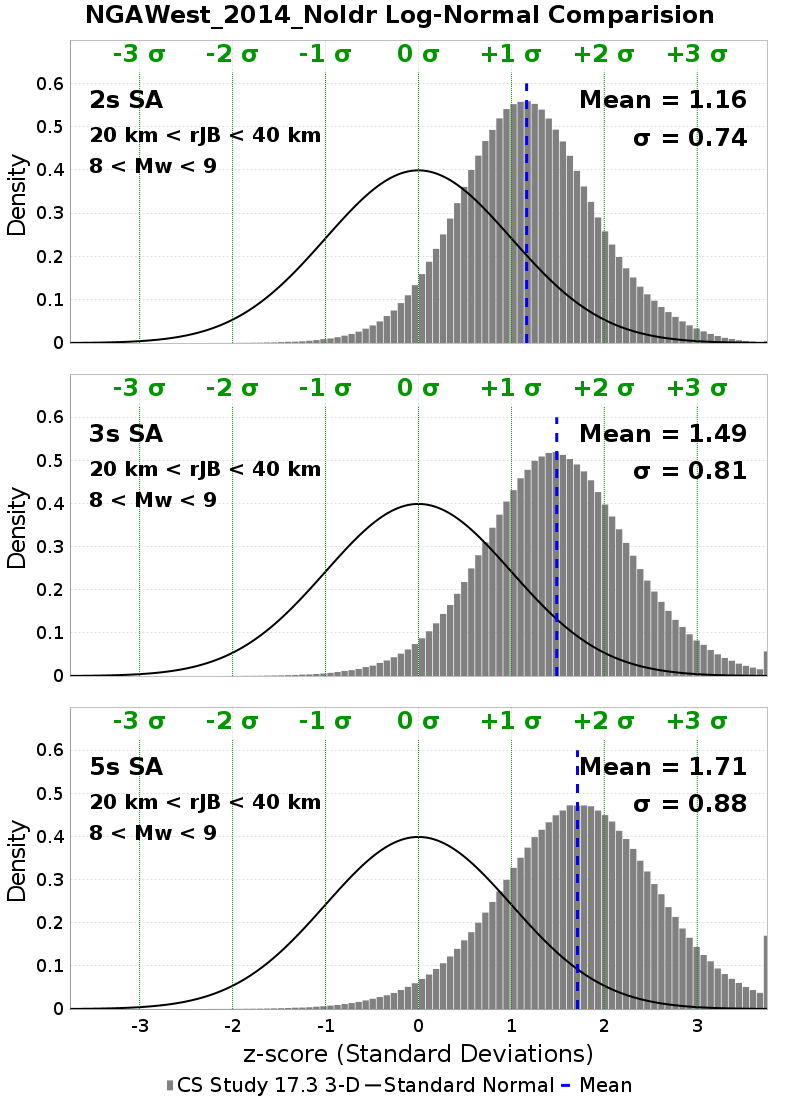 NGAWest_2014_NoIdr Log-Normal Comparision
-3 σ -2 σ -1 σ 0 σ +1 σ +2 σ +3 σ
0.6
2s SA
Mean = 1.16
0.5
20 km < rJB < 40 km
σ = 0.74
8 < Mw < 9
0.4
Density
0.3
0.2
0.1
0
-3 σ -2 σ -1 σ 0 σ +1 σ +2 σ +3 σ
0.6
3s SA
Mean = 1.49
0.5
20 km < rJB < 40 km
σ = 0.81
8 < Mw < 9
0.4
Density
0.3
0.2
0.1
0
-3 σ -2 σ -1 σ 0 σ +1 σ +2 σ +3 σ
0.6
5s SA
Mean = 1.71
0.5
20 km < rJB < 40 km
σ = 0.88
8 < Mw < 9
0.4
Density
0.3
0.2
0.1
0
-3 -2 -1 0 1 2 3
z-score (Standard Deviations)
CS Study 17.3 3-D Standard Normal Mean